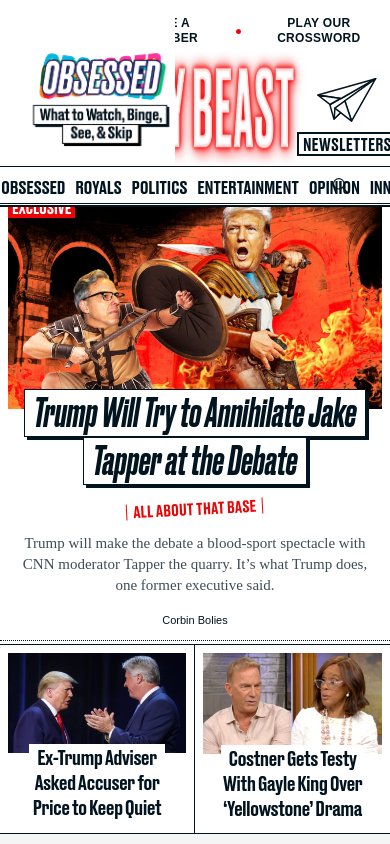 E A
BER
PLAY OUR
CROSSWORD
OBSESSED
What to Watch, Binge,
See, & Skip
Y BEAST
NEWSLETTERS
OBSESSED ROYALS POLITICS ENTERTAINMENT OPINION INN
EXCLUSIVE
Trump Will Try to Annihilate Jake
Tapper at the Debate
ALL ABOUT THAT BASE
Trump will make the debate a blood-sport spectacle with
CNN moderator Tapper the quarry. It’s what Trump does,
one former executive said.
Corbin Bolies
Ex-Trump Adviser
Asked Accuser for
Price to Keep Quiet
Costner Gets Testy
With Gayle King Over
‘Yellowstone’ Drama